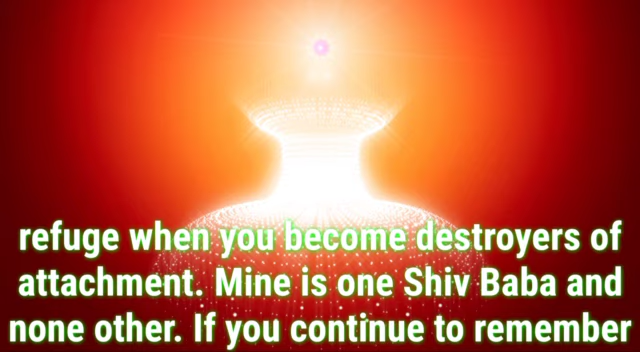 refuge when you become destroyers of
attachment. Mine is one Shiv Baba and
none other. If you continue to remember